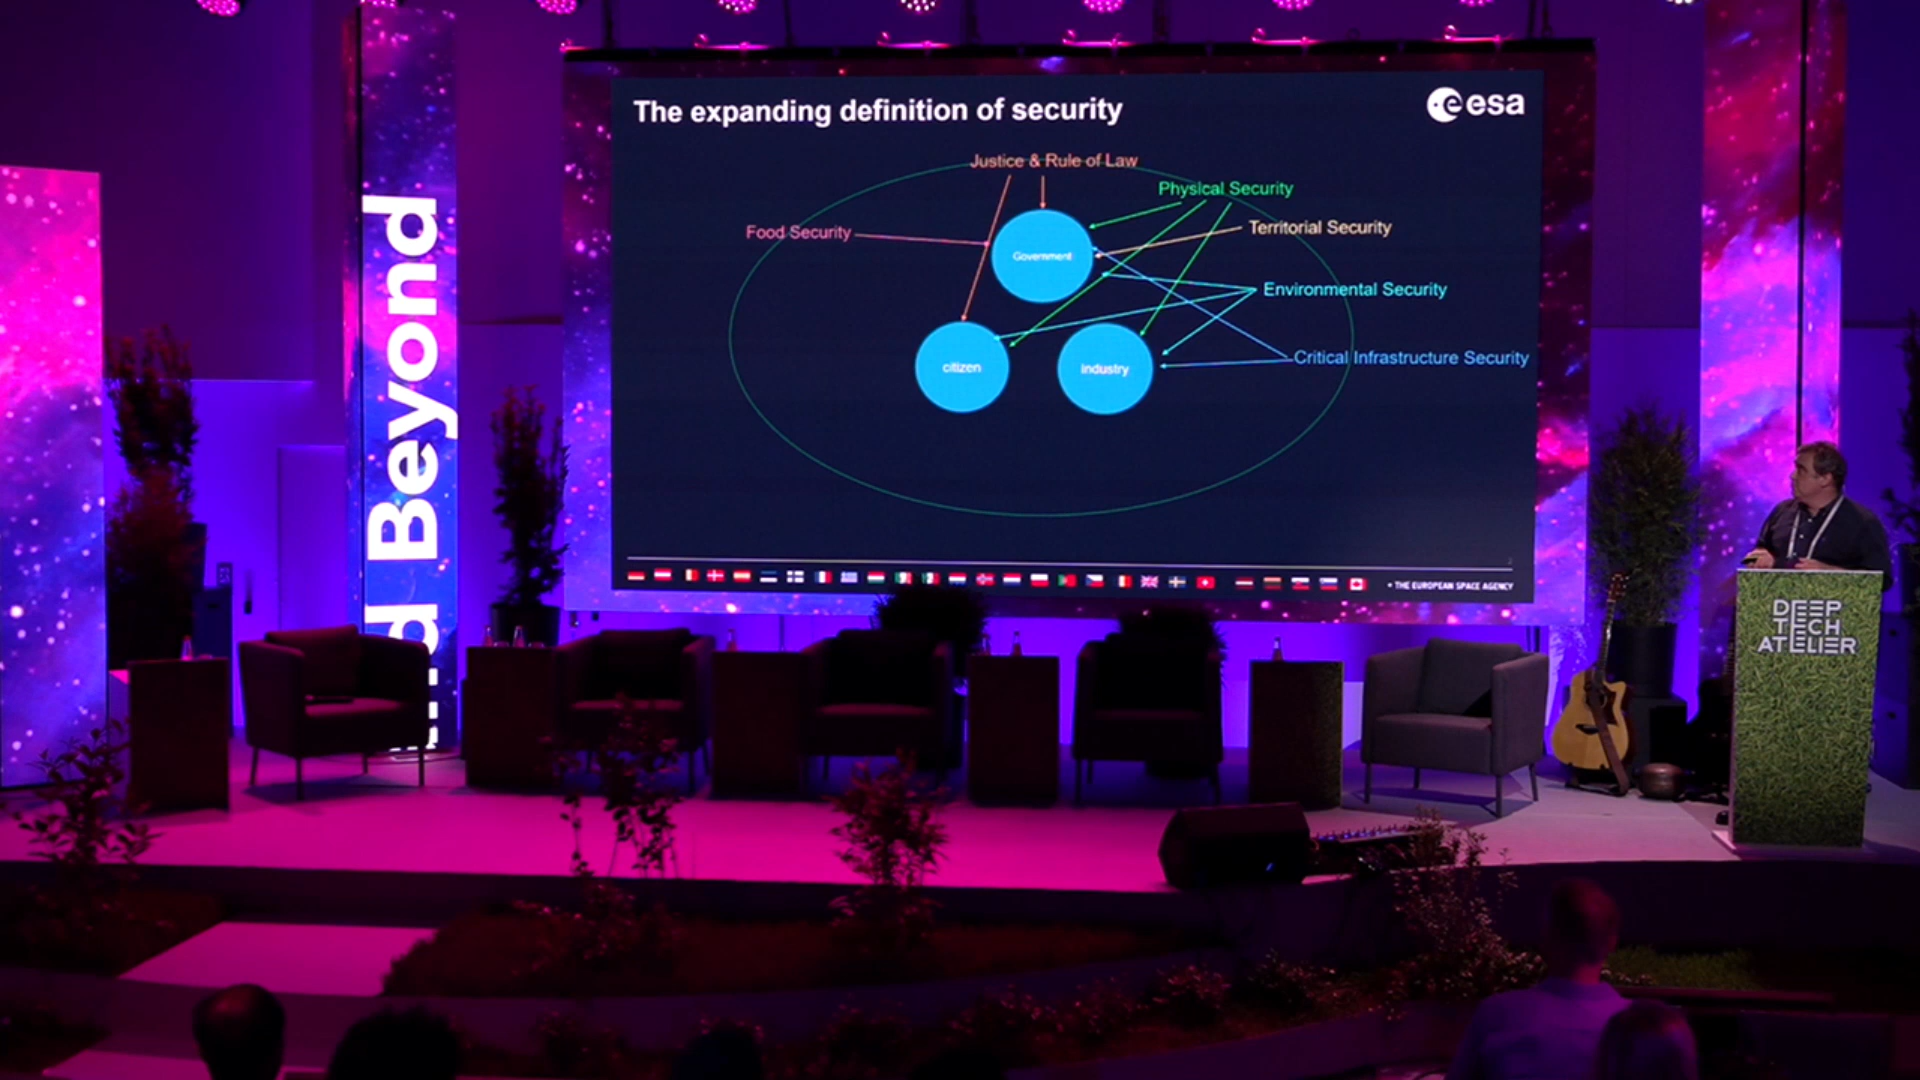 The expanding definition of security
esa
Justice & Rule of Law
Physical Security
Food Security
Territorial Security
Government
Environmental Security
Critical Infrastructure Security
citizen
industry
THE EUROPEAN SPACE AGENCY
and Beyond
DEEP
TECH
ATELIER